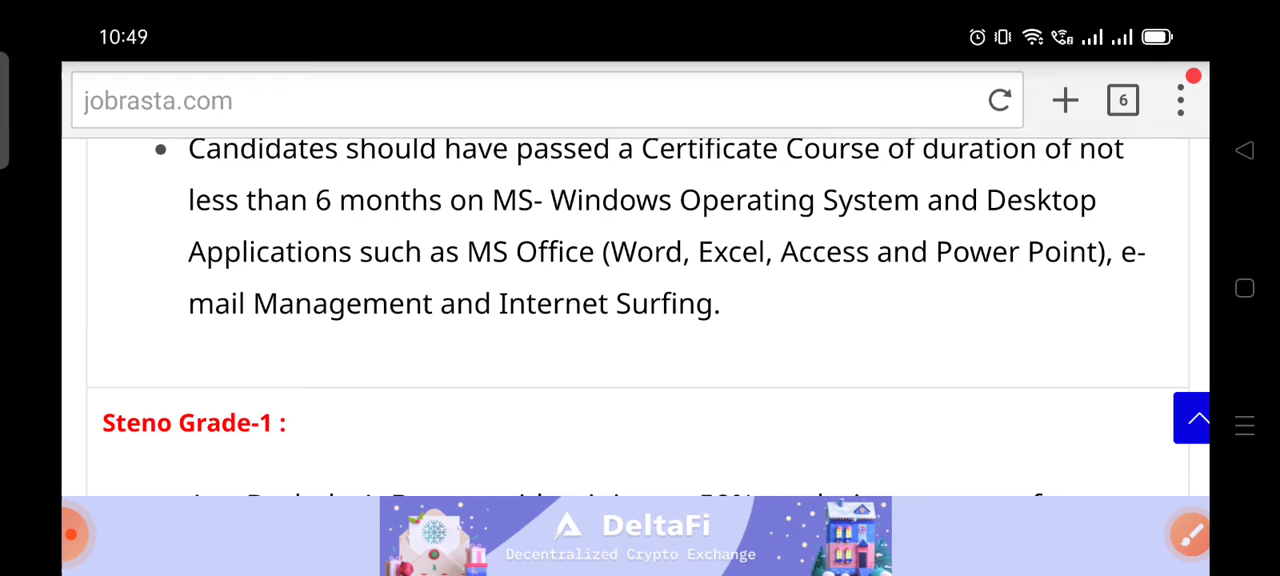 10:49
jobrasta.com
6
Candidates should have passed a Certificate Course of duration of not
less than 6 months on MS- Windows Operating System and Desktop
Applications such as MS Office (Word, Excel, Access and Power Point), e-
mail Management and Internet Surfing.
Steno Grade-1 :
DeltaFi
Decentralized Crypto Exchange